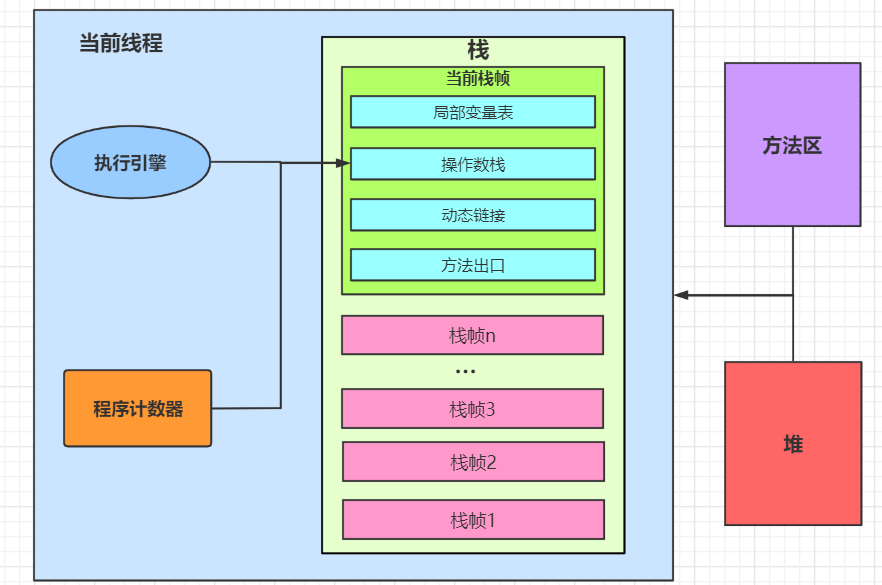 当前线程
栈
当前栈帧
局部变量表
操作数栈
动态链接
方法出口
栈帧n
...
栈帧3
栈帧2
栈帧1
执行引擎
程序计数器
方法区
堆